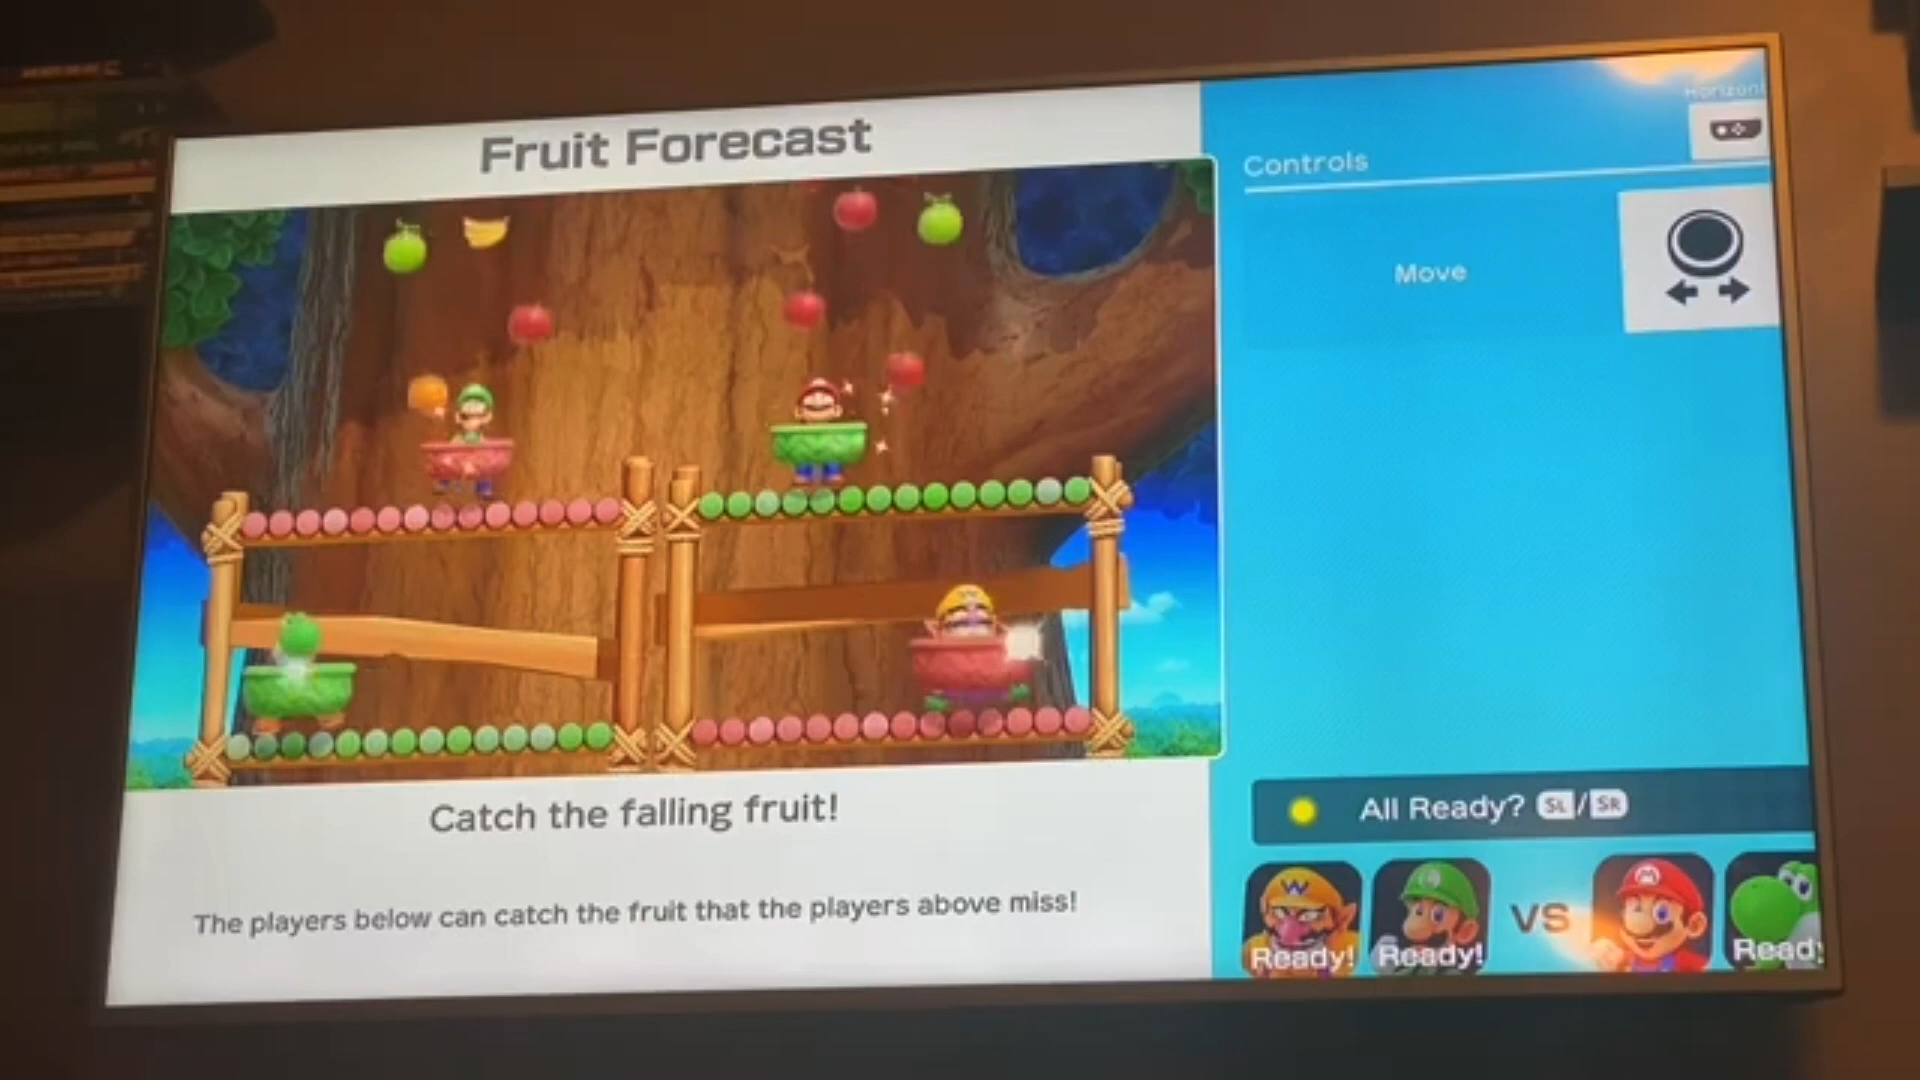 Fruit Forecast
Controls
Move
Catch the falling fruit!
The players below can catch the fruit that the players above miss!
All Ready? SL/SR
VS
Ready! Ready! Ready